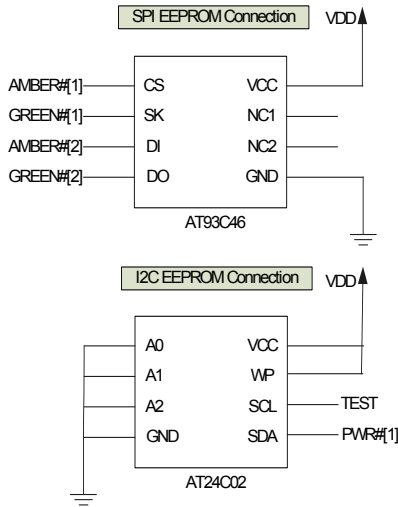 SPI EEPROM Connection VDD
AMBER#[1] CS VCC
GREEN#[1] SK NC1
AMBER#[2] DI NC2
GREEN#[2] DO GND
AT93C46
I2C EEPROM Connection VDD
A0 VCC
A1 WP
A2 SCL TEST
GND SDA PWR#[1]
AT24C02